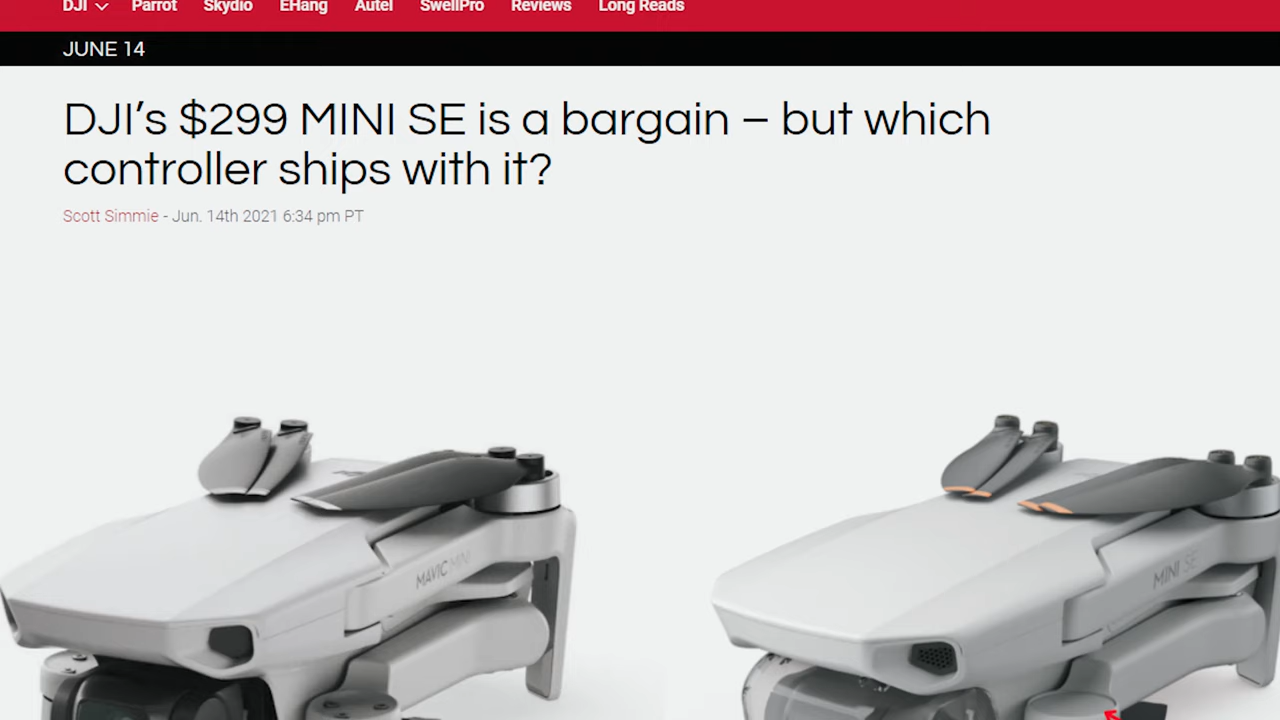 DJI Parrot Skydio EHang Autel SwellPro Reviews Long Reads
JUNE 14
DJI’s $299 MINI SE is a bargain – but which
controller ships with it?
Scott Simmie - Jun. 14th 2021 6:34 pm PT
MAVIC MINI
MINI SE